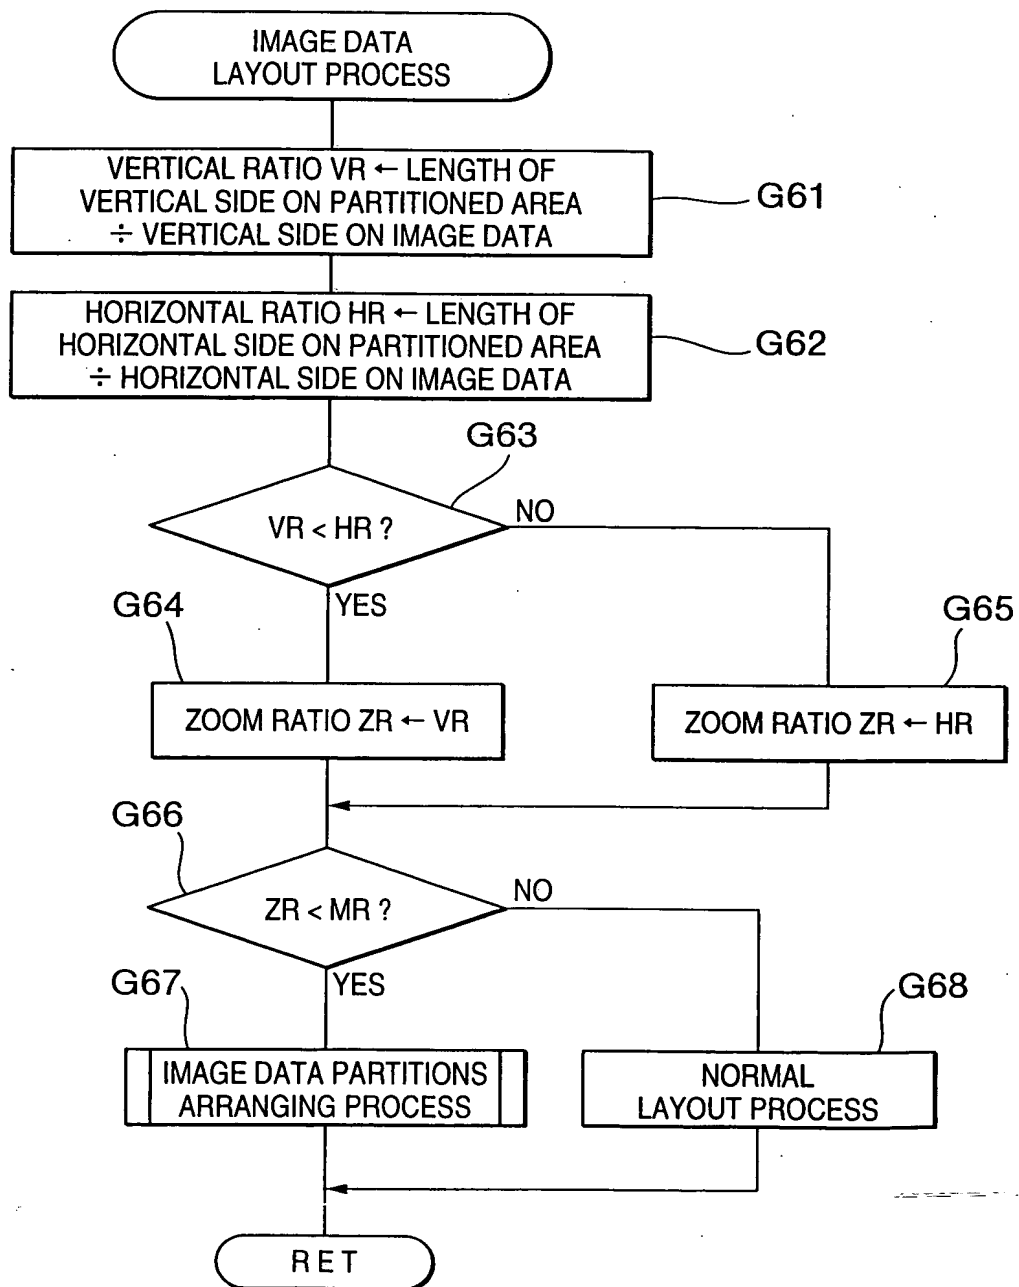 IMAGE DATA
LAYOUT PROCESS
VERTICAL RATIO VR ← LENGTH OF
VERTICAL SIDE ON PARTITIONED AREA
÷ VERTICAL SIDE ON IMAGE DATA
G61
HORIZONTAL RATIO HR ← LENGTH OF
HORIZONTAL SIDE ON PARTITIONED AREA
÷ HORIZONTAL SIDE ON IMAGE DATA
G62
G63
VR < HR ?
NO
YES
G64
G65
ZOOM RATIO ZR ← VR
ZOOM RATIO ZR ← HR
G66
ZR < MR ?
NO
YES
G67
G68
IMAGE DATA PARTITIONS
ARRANGING PROCESS
NORMAL
LAYOUT PROCESS
RET